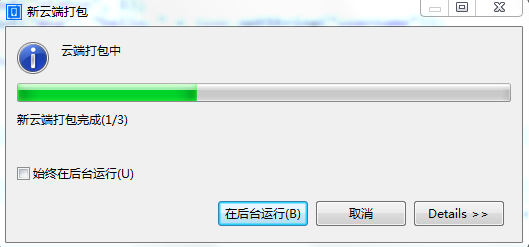 新云端打包
云端打包中
新云端打包完成(1/3)
始终在后台运行(U)
在后台运行(B)
取消
Details >>